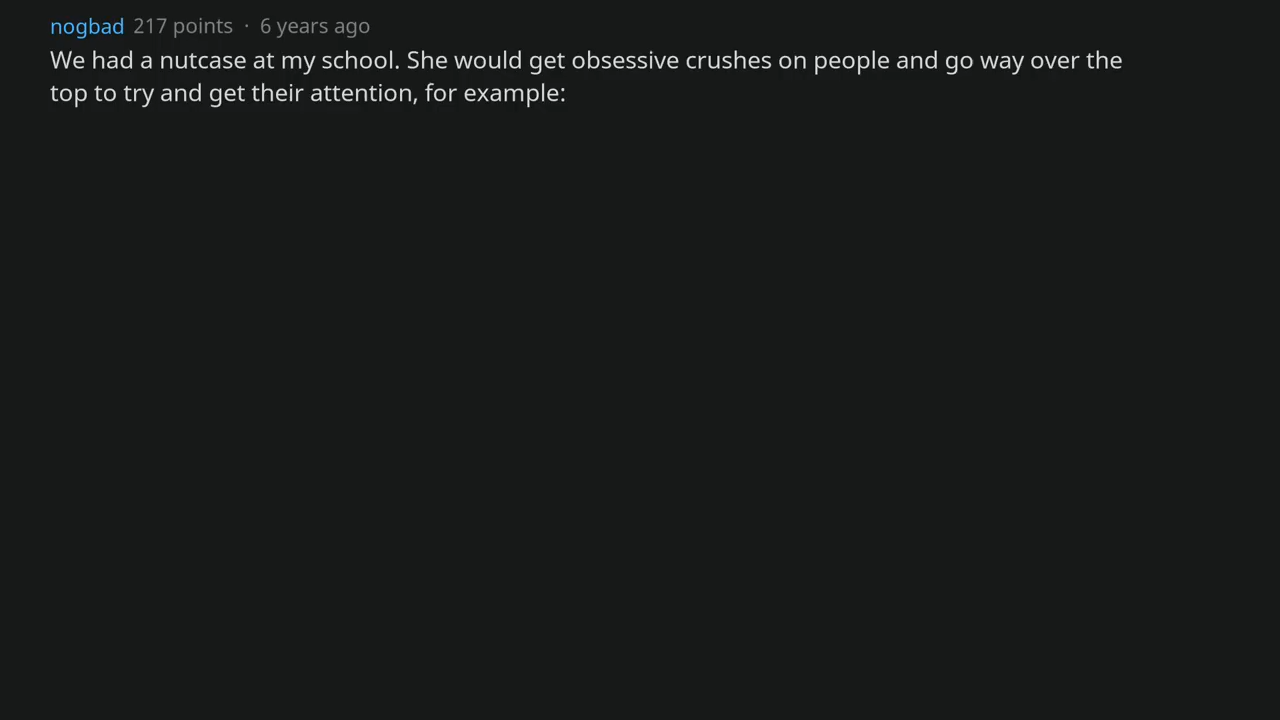 nogbad 217 points · 6 years ago
We had a nutcase at my school. She would get obsessive crushes on people and go way over the
top to try and get their attention, for example: